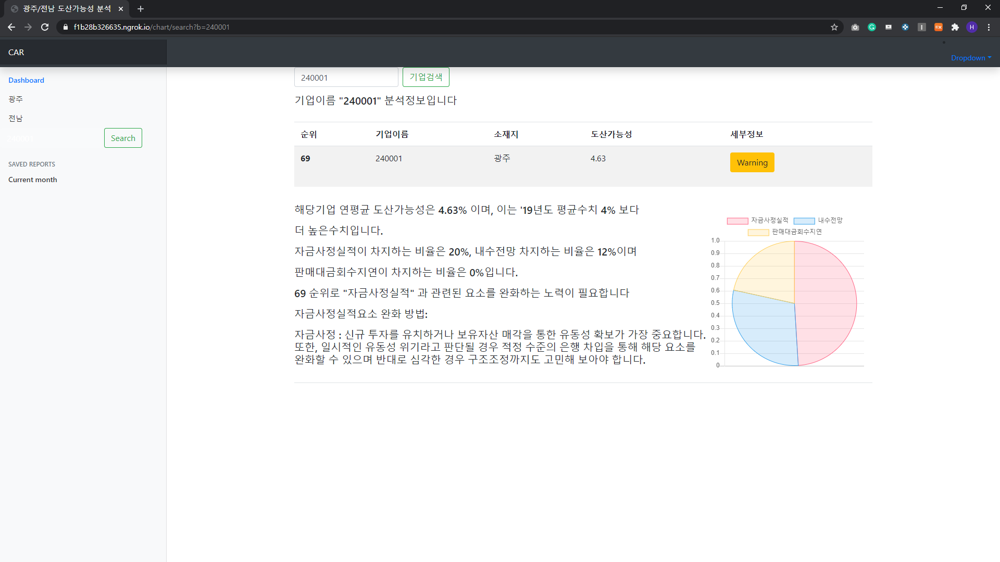 광주/전남 도산가능성 분석
f1b28b326635.ngrok.io/chart/search?b=240001
H
CAR
Dropdown
Dashboard
광주
전남
Search
SAVED REPORTS
Current month
240001
기업검색
기업이름 "240001" 분석정보입니다
순위 기업이름 소재지 도산가능성 세부정보
69 240001 광주 4.63 Warning
해당기업 연평균 도산가능성은 4.63% 이며, 이는 '19년도 평균수치 4% 보다
더 높은수치입니다.
자금사정실적이 차지하는 비율은 20%, 내수전망 차지하는 비율은 12%이며
판매대금회수지연이 차지하는 비율은 0%입니다.
69 순위로 "자금사정실적" 과 관련된 요소를 완화하는 노력이 필요합니다
자금사정실적요소 완화 방법:
자금사정 : 신규 투자를 유치하거나 보유자산 매각을 통한 유동성 확보가 가장 중요합니다.
또한, 일시적인 유동성 위기라고 판단될 경우 적정 수준의 은행 차입을 통해 해당 요소를
완화할 수 있으며 반대로 심각한 경우 구조조정까지도 고민해 보아야 합니다.
자금사정실적 내수전망
판매대금회수지연
1.0
0.9
0.8
0.7
0.6
0.5
0.4
0.3
0.2
0.1
0